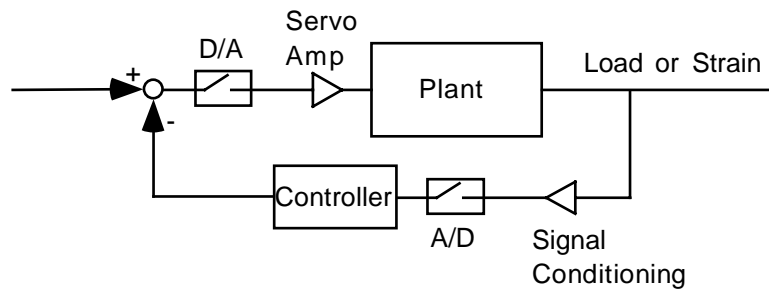 Servo
Amp
D/A
Load or Strain
+
Plant
-
Controller
A/D
Signal
Conditioning